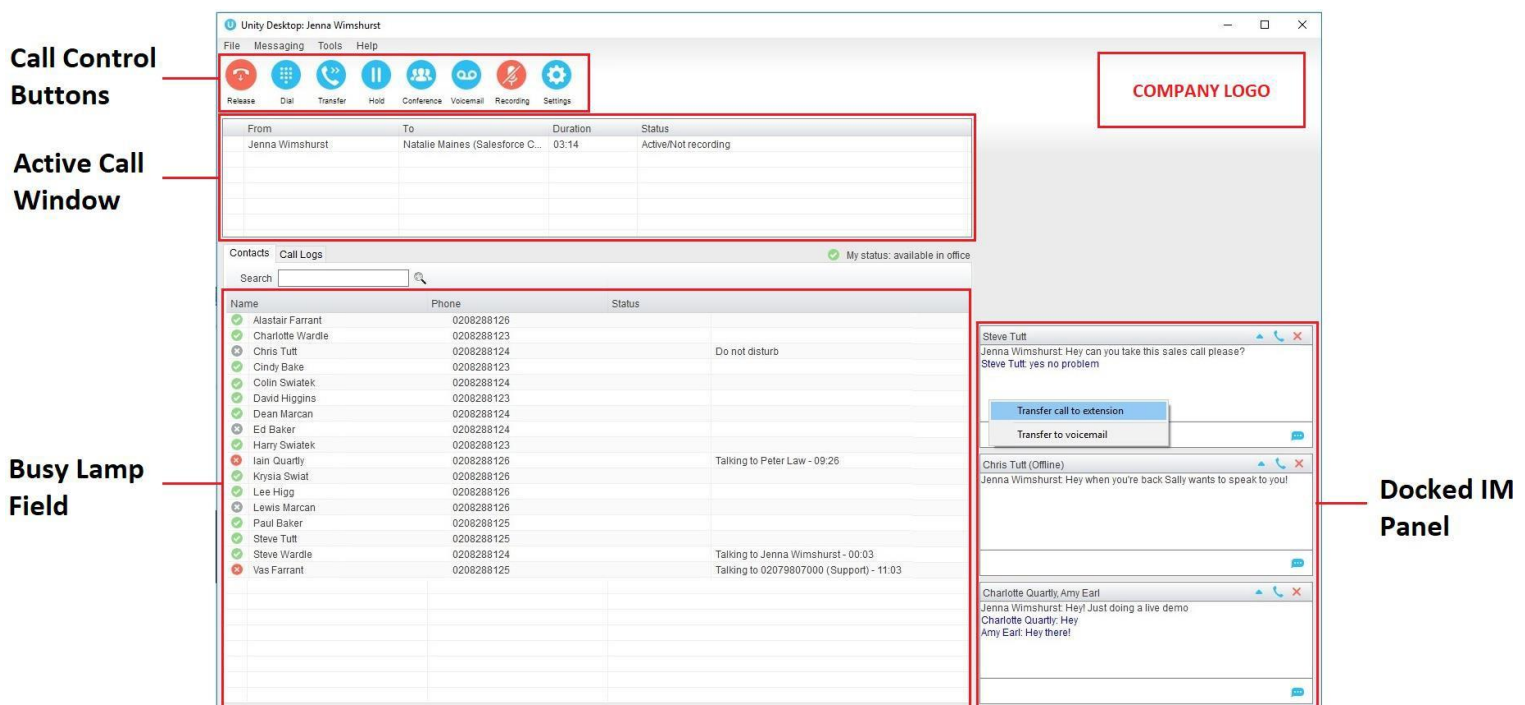 Unity Desktop: Jenna Wimshurst
File Messaging Tools Help
Call Control
Buttons
Release Dial Transfer Hold Conference Voicemail Recording Settings
COMPANY LOGO
Active Call
Window
From To Duration Status
Jenna Wimshurst Natalie Maines (Salesforce C... 03:14 Active/Not recording
Contacts Call Logs My status: available in office
Search
Busy Lamp
Field
Name Phone Status
Alastair Farrant 0208288126
Charlotte Wardle 0208288123
Chris Tutt 0208288124 Do not disturb
Cindy Bake 0208288123
Colin Swiatek 0208288124
David Higgins 0208288123
Dean Marcan 0208288124
Ed Baker 0208288124
Harry Swiatek 0208288123
Iain Quartly 0208288126 Talking to Peter Law - 09:26
Krysia Swiat 0208288126
Lee Higg 0208288126
Lewis Marcan 0208288126
Paul Baker 0208288125
Steve Tutt 0208288125
Steve Wardle 0208288124 Talking to Jenna Wimshurst - 00:03
Vas Farrant 0208288125 Talking to 02079807000 (Support) - 11:03
Steve Tutt
Jenna Wimshurst: Hey can you take this sales call please?
Steve Tutt: yes no problem
Transfer call to extension
Transfer to voicemail
Chris Tutt (Offline)
Jenna Wimshurst: Hey when you're back Sally wants to speak to you!
Charlotte Quartly, Amy Earl
Jenna Wimshurst: Hey! Just doing a live demo
Charlotte Quartly: Hey
Amy Earl: Hey there!
Docked IM
Panel